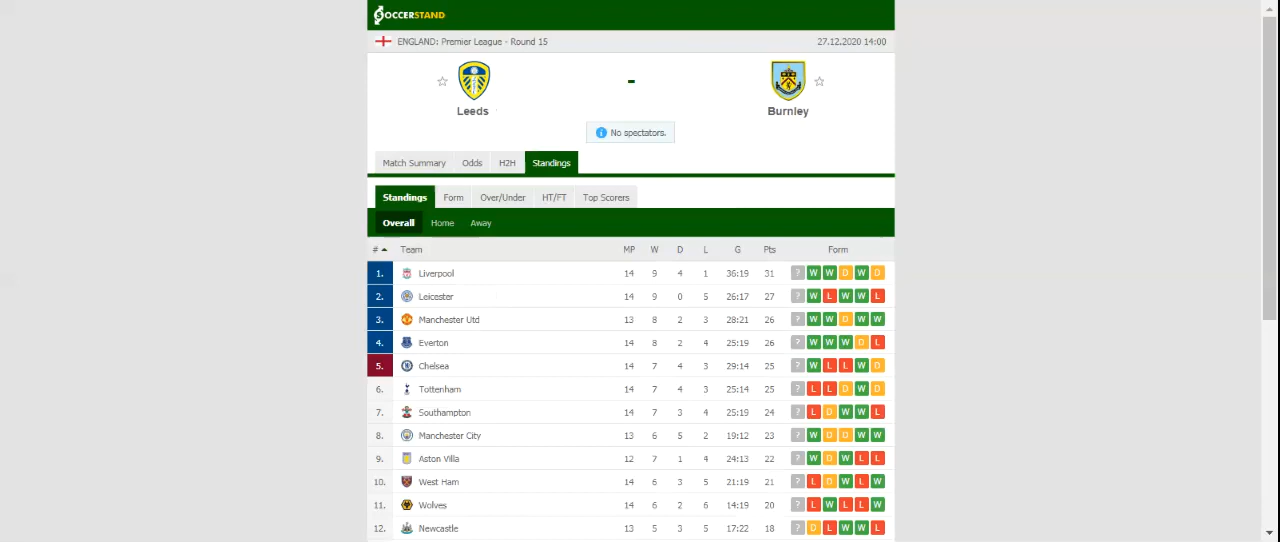 SOCCERSTAND
ENGLAND: Premier League - Round 15 27.12.2020 14:00
-
Leeds Burnley
No spectators.
Match Summary Odds H2H Standings
Standings Form Over/Under HT/FT Top Scorers
Overall Home Away
# Team MP W D L G Pts Form
1. Liverpool 14 9 4 1 36:19 31 ? W W D W D
2. Leicester 14 9 0 5 26:17 27 ? W L W W L
3. Manchester Utd 13 8 2 3 28:21 26 ? W W D W W
4. Everton 14 8 2 4 25:19 26 ? W W W D L
5. Chelsea 14 7 4 3 29:14 25 ? W L L W D
6. Tottenham 14 7 4 3 25:14 25 ? L L D W D
7. Southampton 14 7 3 4 25:19 24 ? L D W W L
8. Manchester City 13 6 5 2 19:12 23 ? W D D W W
9. Aston Villa 12 7 1 4 24:13 22 ? W D W L L
10. West Ham 14 6 3 5 21:19 21 ? L D W L W
11. Wolves 14 6 2 6 14:19 20 ? L W L L W
12. Newcastle 13 5 3 5 17:22 18 ? D L W W L